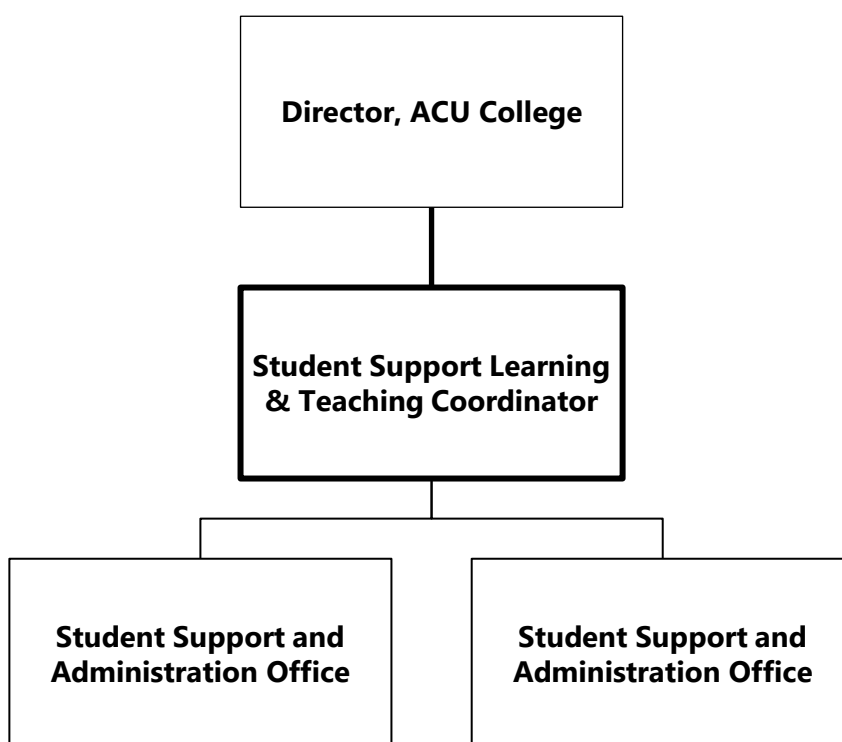 Director, ACU College
Student Support Learning
& Teaching Coordinator
Student Support and
Administration Office
Student Support and
Administration Office